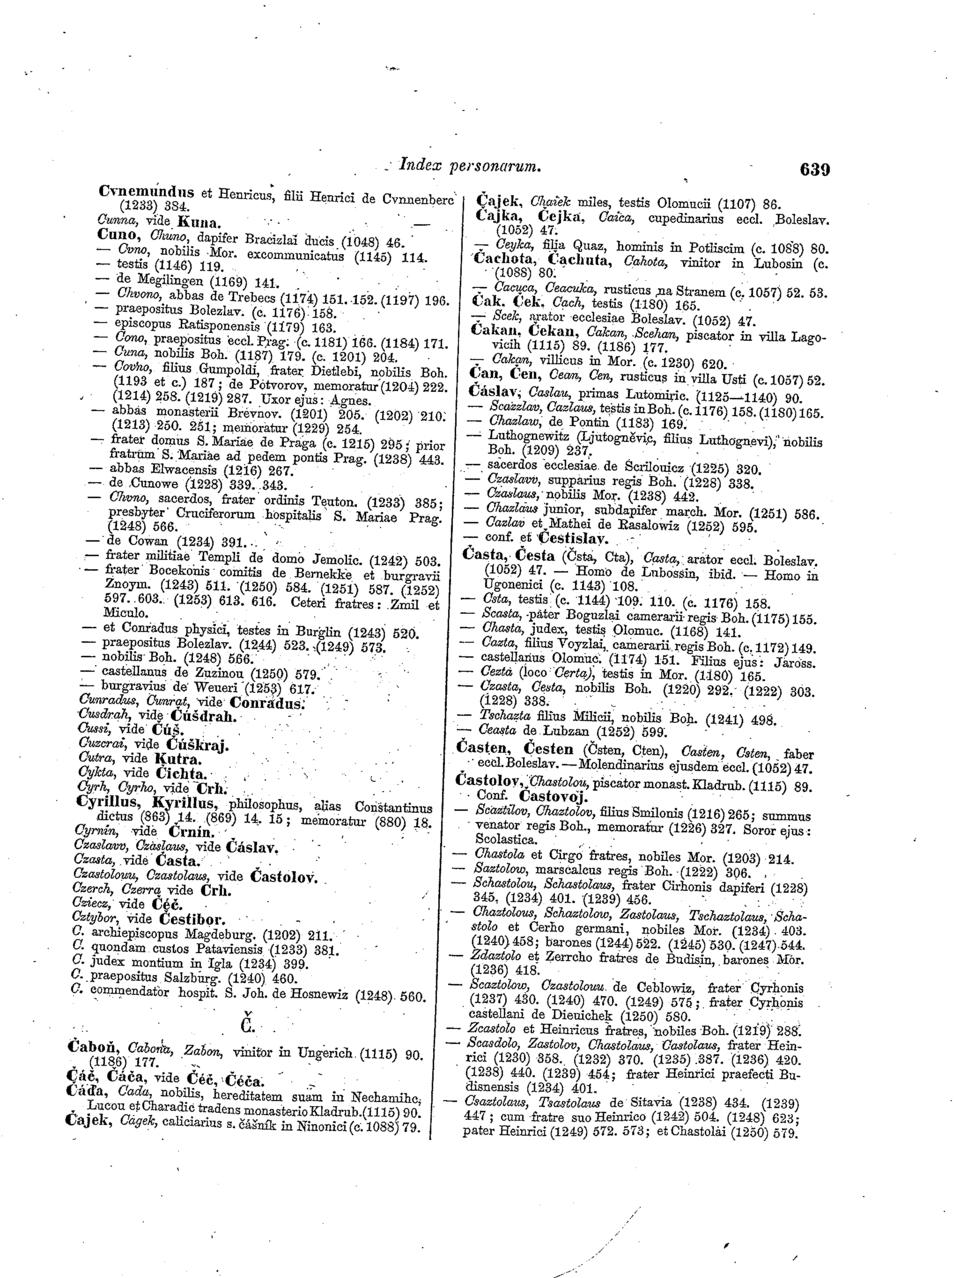 Index personarum.
639
Cvnemundus et Henricus, filii Henrici de Cvnnenberc
(1233) 384.
Cunna, vide Kuna.
Cuno, Chuno, dapifer Bracizlai ducis (1048) 46.
— Cvno, nobilis Mor. excommunicatus (1145) 114.
— testis (1146) 119.
— de Megilingen (1169) 141.
— Chvono, abbas de Trebecs (1174) 151. 152. (1197) 196.
— praepositus Bolezlav. (c. 1176) 158.
— episcopus Ratisponensis (1179) 163.
— Cono, praepositus eccl. Prag. (c. 1181) 166. (1184) 171.
— Cuna, nobilis Boh. (1187) 179. (c. 1201) 204.
— Covno, filius Gumpoldi, frater Dietlebi, nobilis Boh.
(1193 et c.) 187; de Potvorov, memoratur (1204) 222.
(1214) 258. (1219) 287. Uxor ejus: Agnes.
— abbas monasterii Brevnov. (1201) 205. (1202) 210.
(1213) 250. 251; memoratur (1229) 254.
— frater domus S. Mariae de Praga (c. 1215) 295; prior
fratrum S. Mariae ad pedem pontis Prag. (1238) 443.
— abbas Elwacensis (1216) 267.
— de Cunowe (1228) 339. 343.
— Chvno, sacerdos, frater ordinis Teuton. (1233) 385;
presbyter Cruciferorum hospitalis S. Mariae Prag.
(1248) 566.
— de Cowan (1234) 391.
— frater militiae Templi de domo Jemolic. (1242) 503.
— frater Bocekonis comitis de Bernekke et burgravii
Znoym. (1243) 511. (1250) 584. (1251) 587. (1252)
597. 603. (1253) 613. 616. Ceteri fratres: Zmil et
Miculo.
— et Conradus physici, testes in Burglin (1243) 520.
— praepositus Bolezlav. (1244) 523. (1249) 573.
— nobilis Boh. (1248) 566.
— castellanus de Zuzinou (1250) 579.
— burgravius de Weueri (1253) 617.
Cunradus, Cunrat, vide Conradus.
Cusdrah, vide Cúšdrah.
Cussi, vide Cúš.
Cuzcrai, vide Cúškraj.
Cutra, vide Kutra.
Cykta, vide Čichta.
Cyrh, Cyrho, vide Crh.
Cyrillus, Kyrillus, philosophus, alias Constantinus
dictus (863) 14. (869) 14. 15; memoratur (880) 18.
Cyrnin, vide Črnín.
Czaslavv, Czaslaus, vide Čáslav.
Czasta, vide Časta.
Czastolouu, Czastolaus, vide Častolov.
Czerch, Czerra vide Crh.
Cziecz, vide Čéč.
Cztybor, vide Čestibor.
C. archiepiscopus Magdeburg. (1202) 211.
C. quondam custos Pataviensis (1233) 381.
C. judex montium in Igla (1234) 399.
C. praepositus Salzburg. (1240) 460.
C. commendator hospit. S. Joh. de Hosnewiz (1248) 560.
Č.
Čaboň, Cabona, Zabon, vinitor in Ungerich (1115) 90.
(1186) 177.
Čáč, Čáča, vide Čéč, Čéča.
Čáďa, Cada, nobilis, hereditatem suam in Nechamihc,
Lucou et Charadic tradens monasterio Kladrub. (1115) 90.
Čajek, Cagek, caliciarius s. čášník in Ninonici (c. 1088) 79.
Čajek, Chaiek miles, testis Olomucii (1107) 86.
Čajka, Čejka, Caica, cupedinarius eccl. Boleslav.
(1052) 47.
— Ceyka, filia Quaz, hominis in Potliscim (c. 1088) 80.
Čachota, Čachuta, Cahota, vinitor in Lubosin (c.
(1088) 80.
— Cacuca, Ceacuka, rusticus na Stranem (c. 1057) 52. 53.
Čak. Ček. Cach, testis (1180) 165.
— Scek, arator ecclesiae Boleslav. (1052) 47.
Čakan, Čekan, Cakan, Scehan, piscator in villa Lago-
vicih (1115) 89. (1186) 177.
— Cakan, villicus in Mor. (c. 1230) 620.
Čan, Čen, Cean, Cen, rusticus in villa Usti (c. 1057) 52.
Čáslav, Caslau, primas Lutomiric. (1125—1140) 90.
— Scazzlav, Cazlaus, testis in Boh. (c. 1176) 158. (1180) 165.
— Chazlaw, de Pontin (1183) 169.
— Luthognewitz (Ljutogněvic, filius Luthognevi), nobilis
Boh. (1209) 237.
— sacerdos ecclesiae de Scrilouicz (1225) 320.
— Czaslavv, supparius regis Boh. (1228) 338.
— Czaslaus, nobilis Mor. (1238) 442.
— Chazlaus junior, subdapifer march. Mor. (1251) 586.
— Cazlav et Mathei de Rasalowiz (1252) 595.
— conf. et Čestislav.
Časta, Česta (Čsta, Cta), Casta, arator eccl. Boleslav.
(1052) 47. — Homo de Lubossin, ibid. — Homo in
Ugonenici (c. 1143) 108.
— Csta, testis (c. 1144) 109. 110. (c. 1176) 158.
— Scasta, pater Boguzlai camerarii regis Boh. (1175) 155.
— Chasta, judex, testis Olomuc. (1168) 141.
— Cazta, filius Voyzlai, camerarii regis Boh. (c. 1172) 149.
— castellanus Olomuc. (1174) 151. Filius ejus: Jaross.
— Cezta (loco Certa), testis in Mor. (1180) 165.
— Czasta, Cesta, nobilis Boh. (1220) 292. (1222) 303.
(1228) 338.
— Tschazta filius Milicii, nobilis Boh. (1241) 498.
— Ceasta de Lubzan (1252) 599.
Časten, Česten (Čsten, Cten), Casten, Csten, faber
eccl. Boleslav. — Molendinarius ejusdem eccl. (1052) 47.
Častolov, Chastolou, piscator monast. Kladrub. (1115) 89.
Conf. Častovoj.
— Scaztilov, Chaztolov, filius Smilonis (1216) 265; summus
venator regis Boh., memoratur (1226) 327. Soror ejus:
Scolastica.
— Chastola et Cirgo fratres, nobiles Mor. (1203) 214.
— Saztolow, marscalcus regis Boh. (1222) 306.
— Schastolou, Schastolaus, frater Cirhonis dapiferi (1228)
345. (1234) 401. (1239) 456.
— Chaztolous, Schaztolow, Zastolaus, Tschaztolaus, Scha-
stolo et Cerho germani, nobiles Mor. (1234) 403.
(1240) 458; barones (1244) 522. (1245) 530. (1247) 544.
— Zdaztolo et Zerrcho fratres de Budisin, barones Mor.
(1236) 418.
— Scaztolow, Czastolouu de Ceblowiz, frater Cyrhonis
(1237) 430. (1240) 470. (1249) 575; frater Cyrhonis
castellani de Dieuichek (1250) 580.
— Zcastolo et Heinricus fratres, nobiles Boh. (1219) 288.
— Scasdolo, Zastolov, Chastolaus, Castolaus, frater Hein-
rici (1230) 358. (1232) 370. (1235) 387. (1236) 420.
(1238) 440. (1239) 454; frater Heinrici praefecti Bu-
disnensis (1234) 401.
— Csaztolaus, Tsastolaus de Sitavia (1238) 434. (1239)
447; cum fratre suo Heinrico (1242) 504. (1248) 623;
pater Heinrici (1249) 572. 573; et Chastolai (1250) 579.